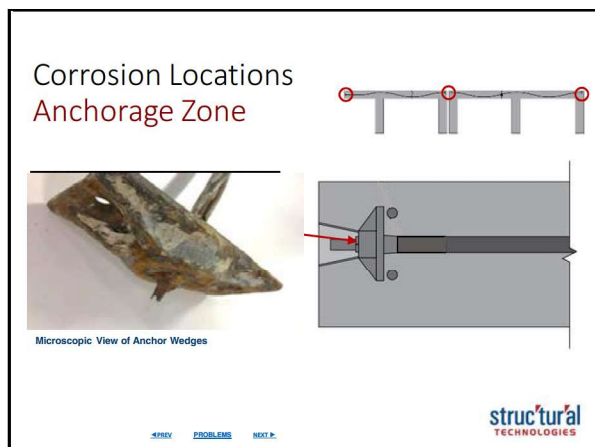 Corrosion Locations
Anchorage Zone
Microscopic View of Anchor Wedges
◄PREV PROBLEMS NEXT ►
struc'tur'al
TECHNOLOGIES